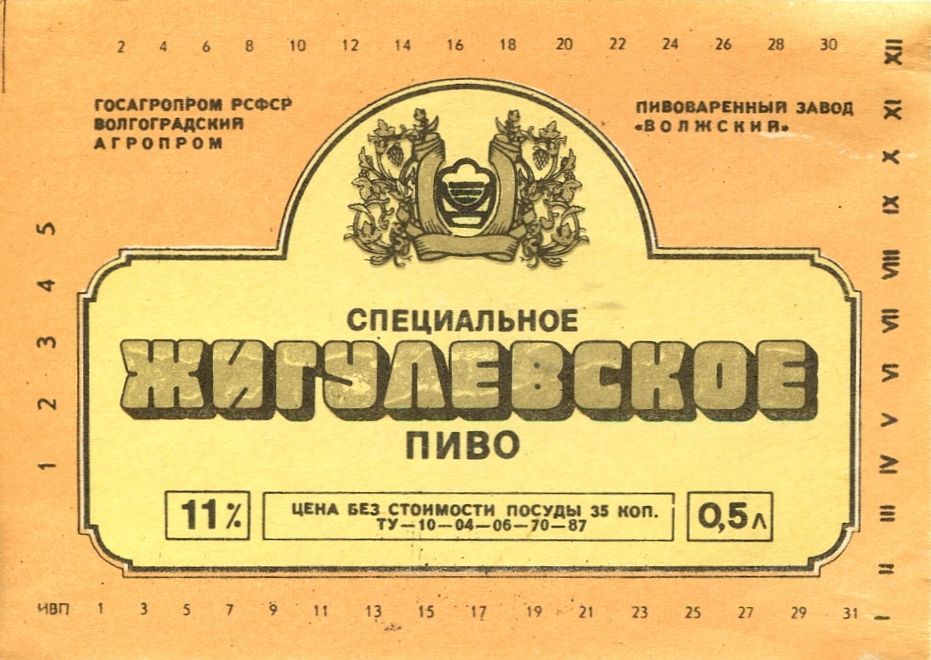 2 4 6 8 10 12 14 16 18 20 22 24 26 28 30
ГОСАГРОПРОМ РСФСР
ВОЛГОГРАДСКИЙ
АГРОПРОМ
ПИВОВАРЕННЫЙ ЗАВОД
«ВОЛЖСКИЙ»
XII
XI
X
IX
VIII
VII
VI
V
IV
III
II
I
5
4
3
2
1
СПЕЦИАЛЬНОЕ
ЖИГУЛЕВСКОЕ
ПИВО
11%
ЦЕНА БЕЗ СТОИМОСТИ ПОСУДЫ 35 КОП.
ТУ—10—04—06—70—87
0,5л
ИВП 1 3 5 7 9 11 13 15 17 19 21 23 25 27 29 31